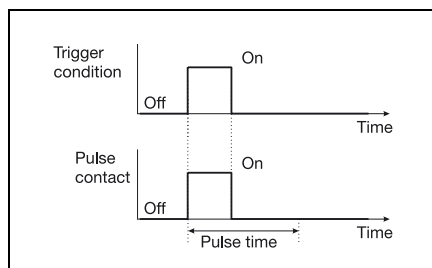 Trigger
condition
On
Off
Time
Pulse
contact
On
Off
Time
Pulse time